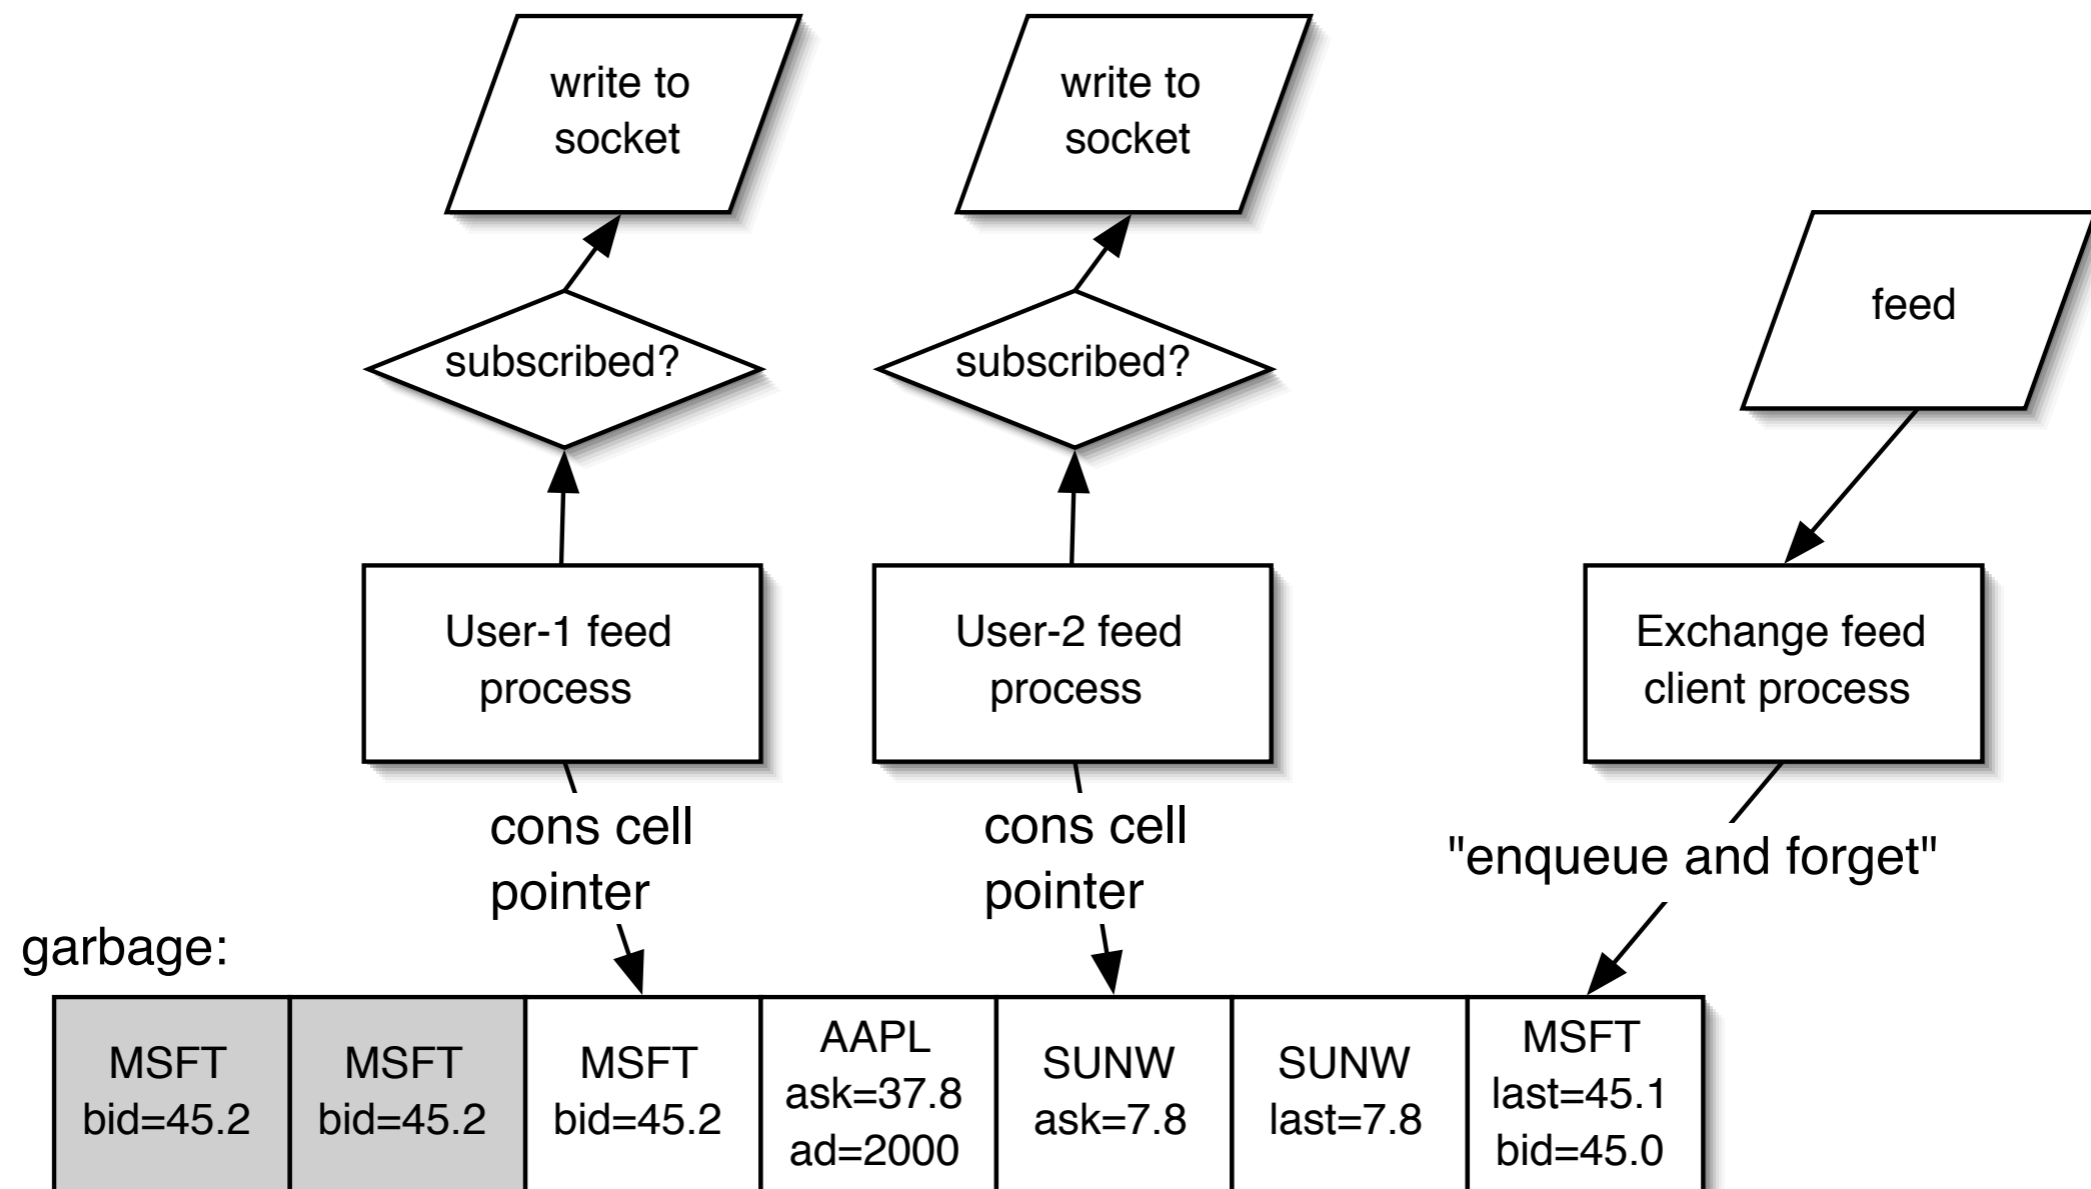 write to
socket
write to
socket
feed
subscribed?
subscribed?
User-1 feed
process
User-2 feed
process
Exchange feed
client process
cons cell
pointer
cons cell
pointer
"enqueue and forget"
garbage:
MSFT
bid=45.2
MSFT
bid=45.2
MSFT
bid=45.2
AAPL
ask=37.8
ad=2000
SUNW
ask=7.8
SUNW
last=7.8
MSFT
last=45.1
bid=45.0